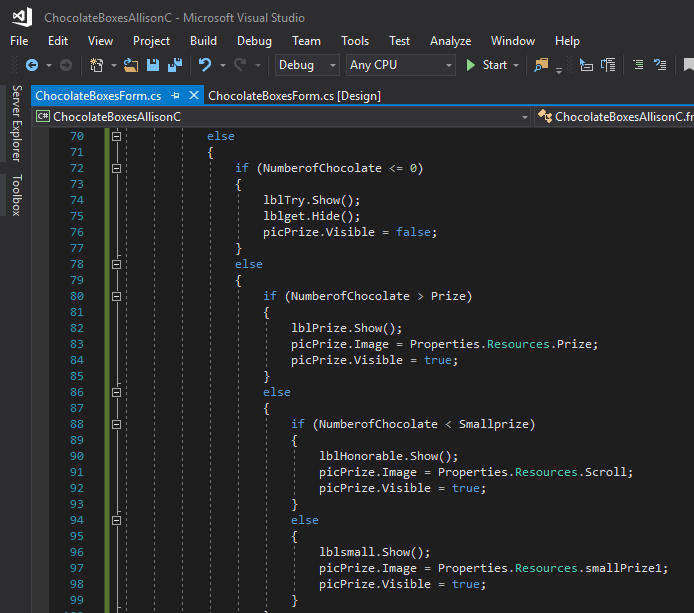 ChocolateBoxesAllisonC - Microsoft Visual Studio
File Edit View Project Build Debug Team Tools Test Analyze Window Help
Debug Any CPU Start
Server Explorer
Toolbox
ChocolateBoxesForm.cs ChocolateBoxesForm.cs [Design]
C# ChocolateBoxesAllisonC ChocolateBoxesAllisonC.fr
70 else
71 {
72 if (NumberofChocolate <= 0)
73 {
74 lblTry.Show();
75 lblget.Hide();
76 picPrize.Visible = false;
77 }
78 else
79 {
80 if (NumberofChocolate > Prize)
81 {
82 lblPrize.Show();
83 picPrize.Image = Properties.Resources.Prize;
84 picPrize.Visible = true;
85 }
86 else
87 {
88 if (NumberofChocolate < Smallprize)
89 {
90 lblHonorable.Show();
91 picPrize.Image = Properties.Resources.Scroll;
92 picPrize.Visible = true;
93 }
94 else
95 {
96 lblsmall.Show();
97 picPrize.Image = Properties.Resources.smallPrize1;
98 picPrize.Visible = true;
99 }